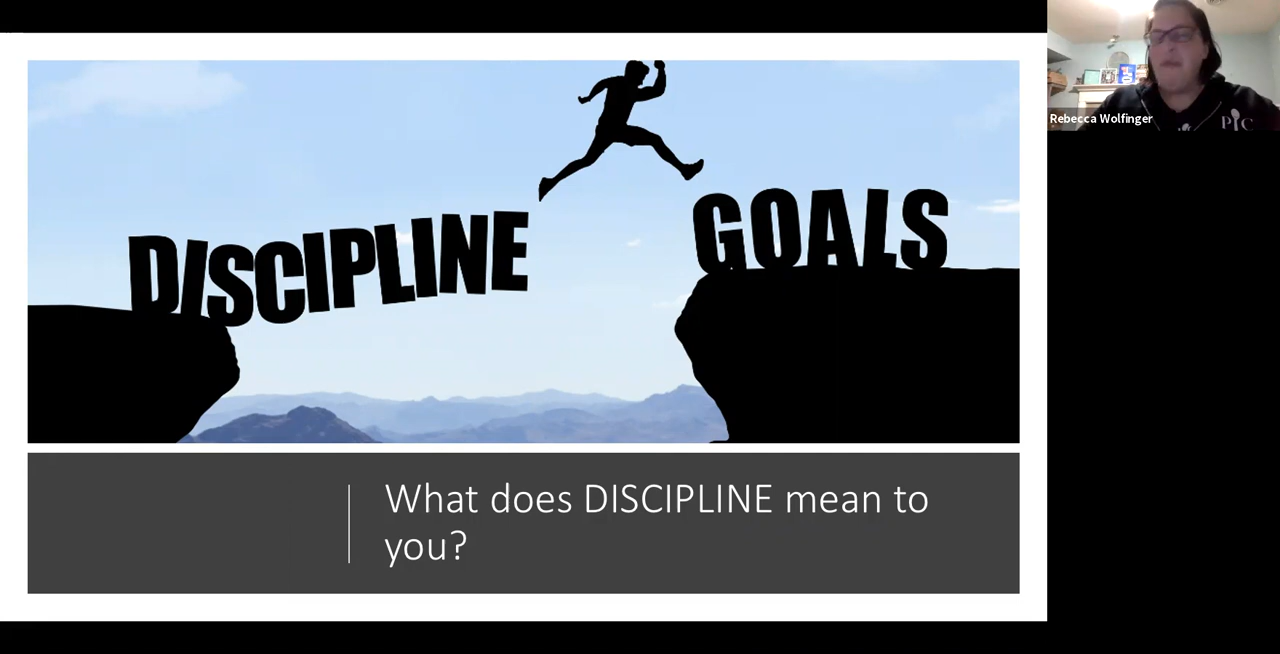 DISCIPLINE
GOALS
What does DISCIPLINE mean to
you?
Rebecca Wolfinger